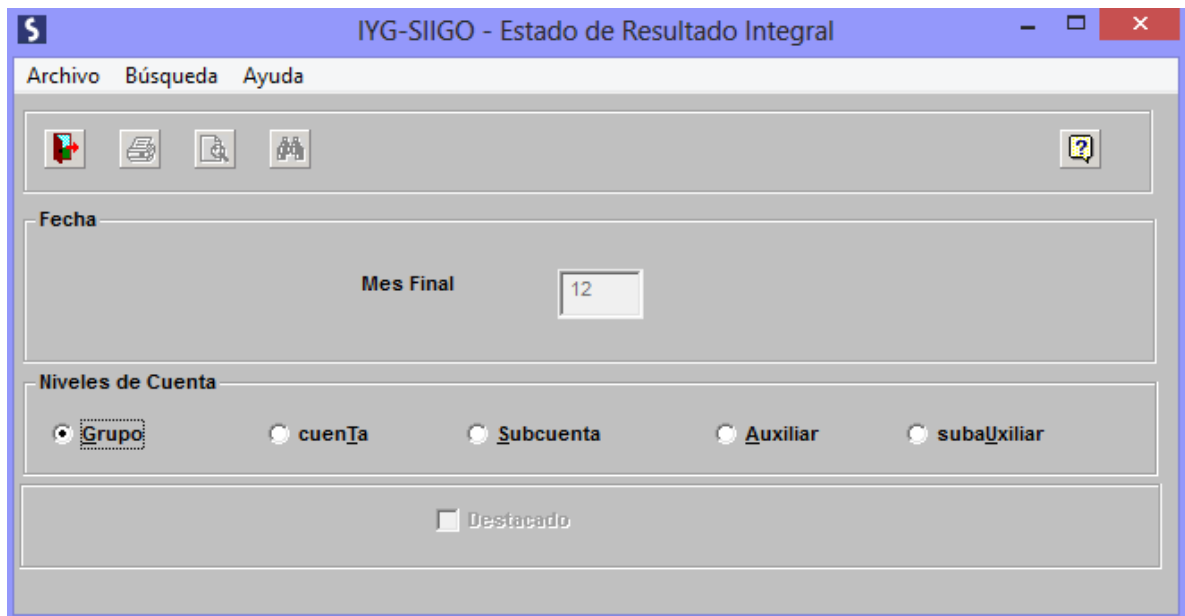 IYG-SIIGO - Estado de Resultado Integral
Archivo Búsqueda Ayuda
Fecha
Mes Final 12
Niveles de Cuenta
Grupo cuenTa Subcuenta Auxiliar subaUxiliar
Destacado